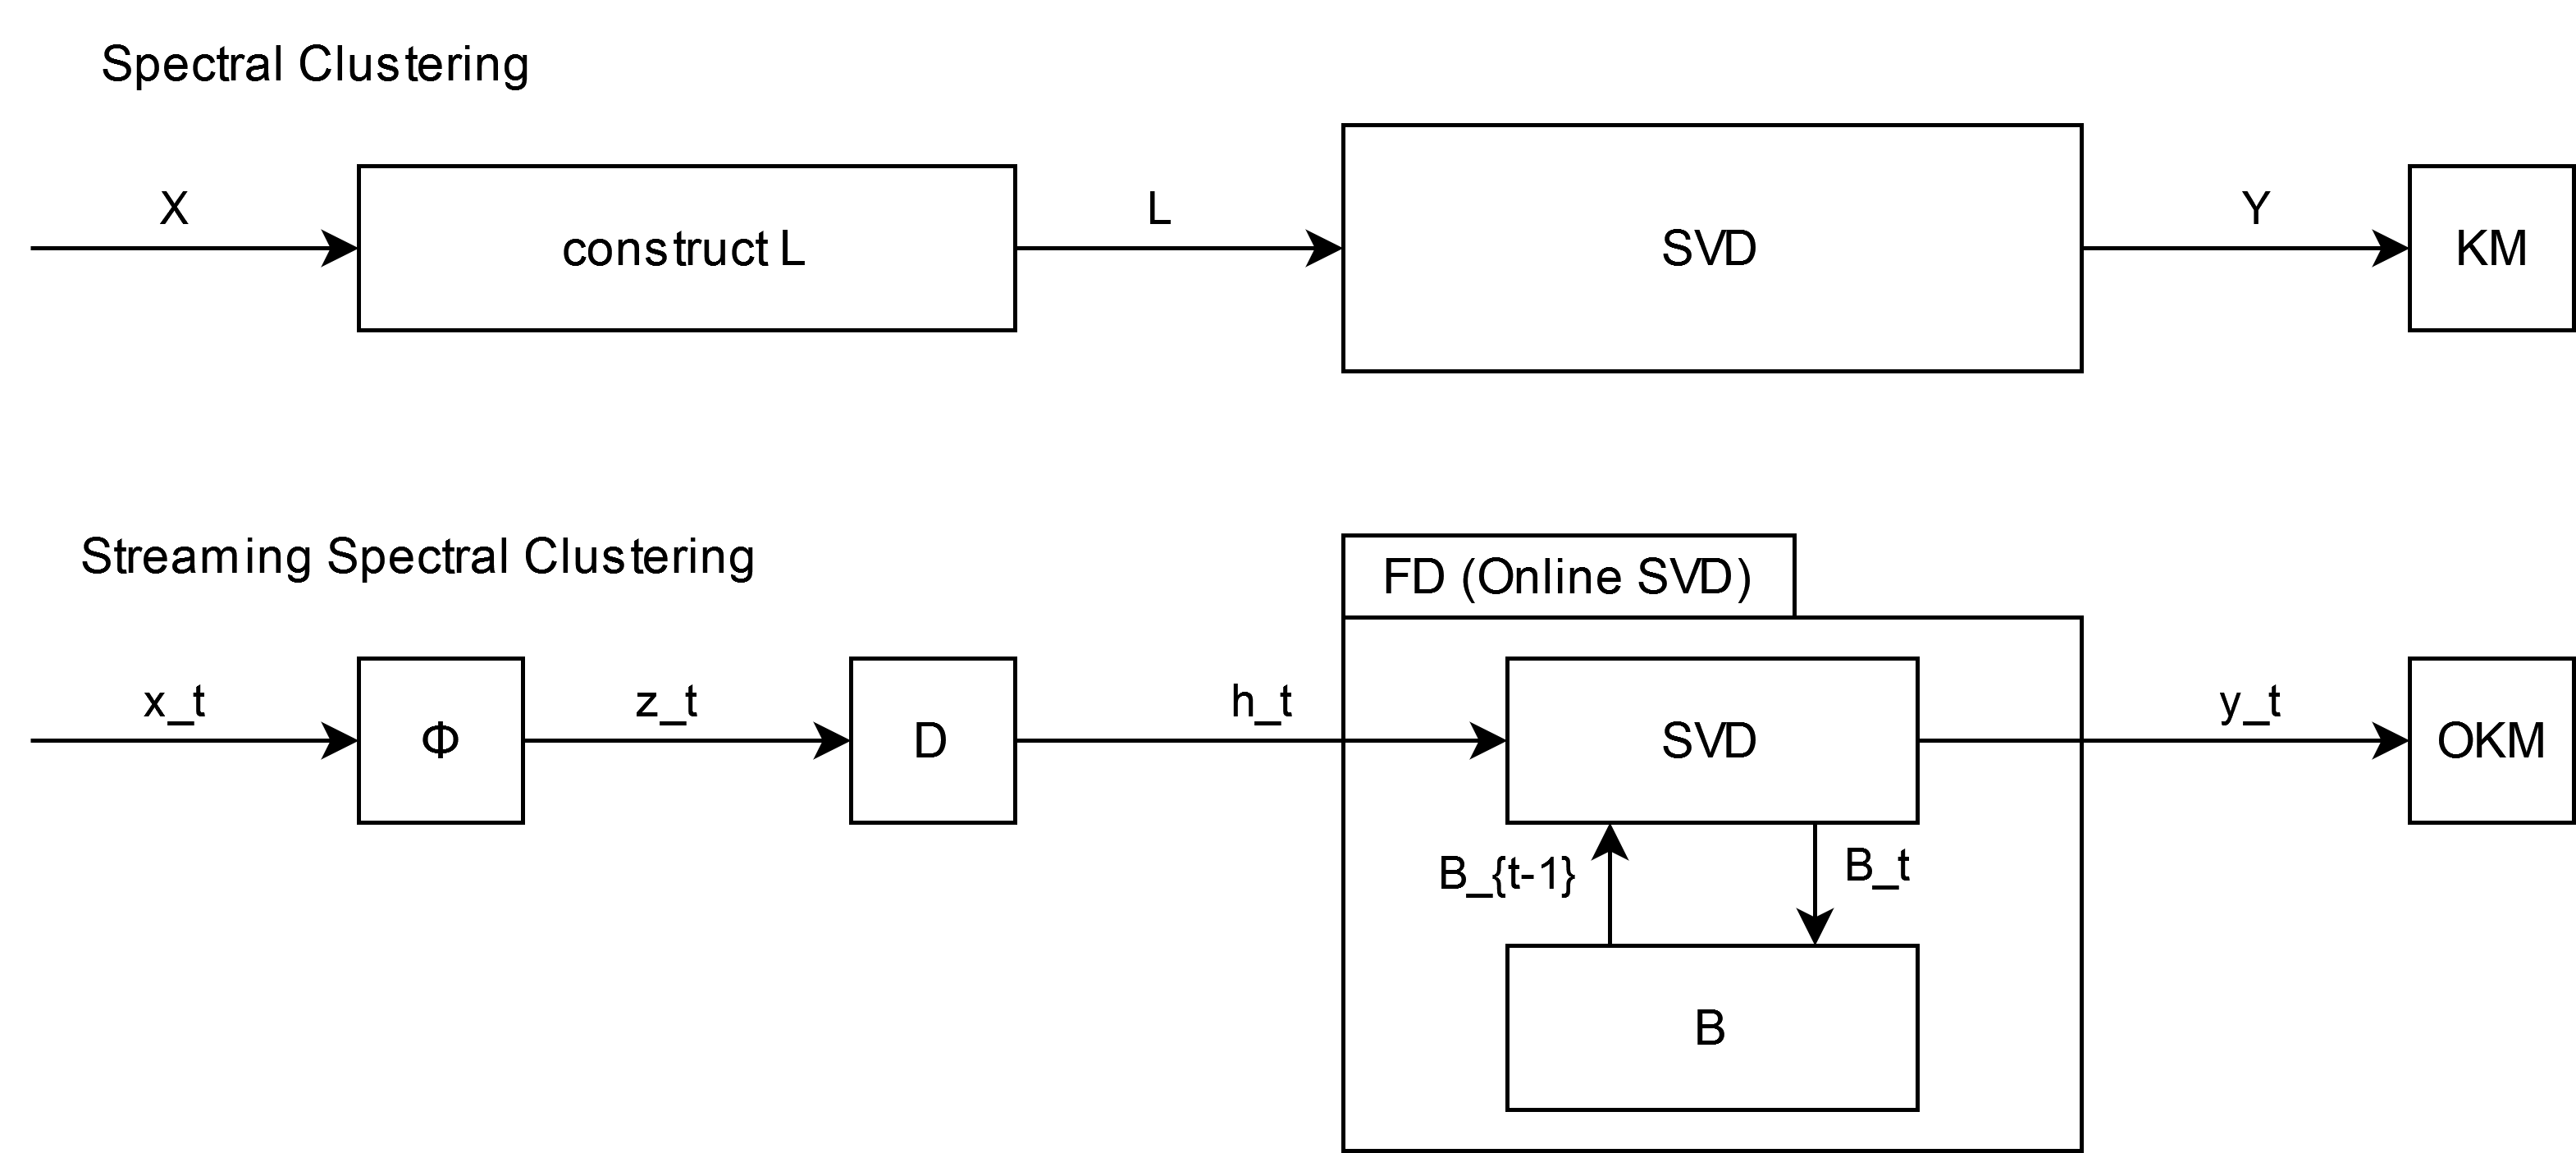 Spectral Clustering
X
construct L
L
SVD
Y
KM
Streaming Spectral Clustering
FD (Online SVD)
x_t
Φ
z_t
D
h_t
SVD
y_t
OKM
B_{t-1}
B_t
B